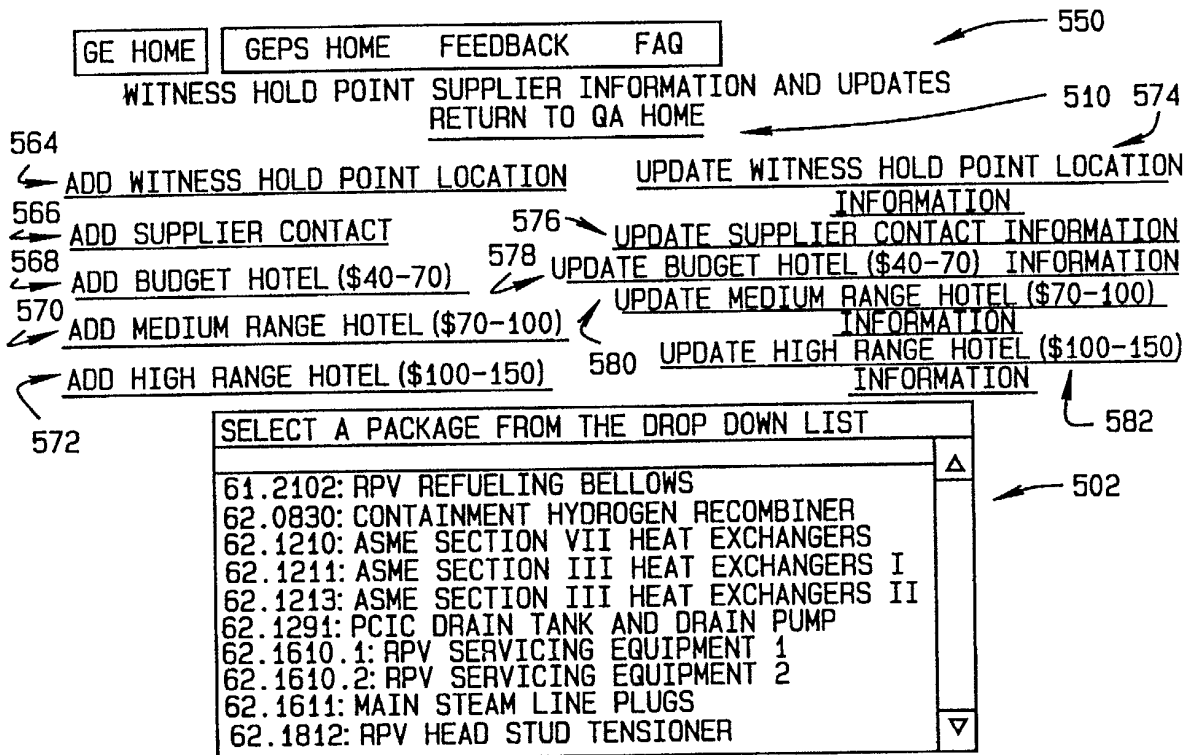 550
GE HOME GEPS HOME FEEDBACK FAQ
WITNESS HOLD POINT SUPPLIER INFORMATION AND UPDATES
RETURN TO QA HOME
510 574
564
ADD WITNESS HOLD POINT LOCATION
UPDATE WITNESS HOLD POINT LOCATION
INFORMATION
566
ADD SUPPLIER CONTACT
576
UPDATE SUPPLIER CONTACT INFORMATION
568
ADD BUDGET HOTEL ($40-70)
578
UPDATE BUDGET HOTEL ($40-70) INFORMATION
570
ADD MEDIUM RANGE HOTEL ($70-100)
580
UPDATE MEDIUM RANGE HOTEL ($70-100)
INFORMATION
572
ADD HIGH RANGE HOTEL ($100-150)
UPDATE HIGH RANGE HOTEL ($100-150)
INFORMATION
582
SELECT A PACKAGE FROM THE DROP DOWN LIST
502
61.2102: RPV REFUELING BELLOWS
62.0830: CONTAINMENT HYDROGEN RECOMBINER
62.1210: ASME SECTION VII HEAT EXCHANGERS
62.1211: ASME SECTION III HEAT EXCHANGERS I
62.1213: ASME SECTION III HEAT EXCHANGERS II
62.1291: PCIC DRAIN TANK AND DRAIN PUMP
62.1610.1: RPV SERVICING EQUIPMENT 1
62.1610.2: RPV SERVICING EQUIPMENT 2
62.1611: MAIN STEAM LINE PLUGS
62.1812: RPV HEAD STUD TENSIONER